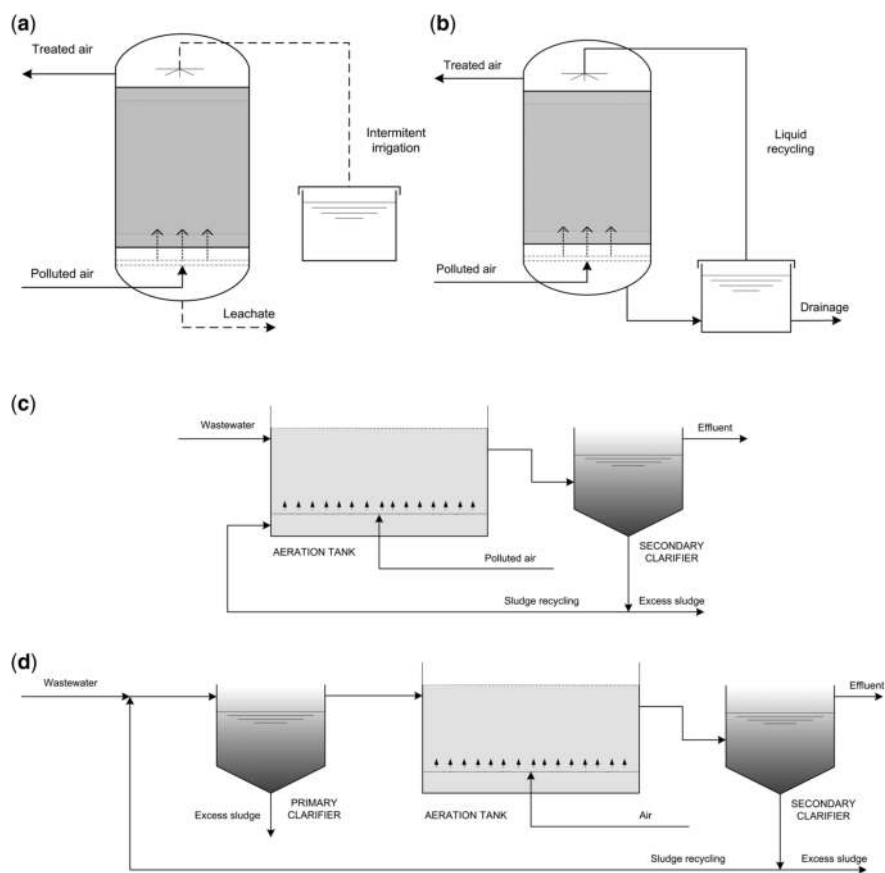 (a)
Treated air
Intermitent
irrigation
Polluted air
Leachate
(b)
Treated air
Liquid
recycling
Polluted air
Drainage
(c)
Wastewater
Effluent
AERATION TANK
Polluted air
SECONDARY
CLARIFIER
Sludge recycling
Excess sludge
(d)
Wastewater
Effluent
Excess sludge
PRIMARY
CLARIFIER
AERATION TANK
Air
SECONDARY
CLARIFIER
Sludge recycling
Excess sludge